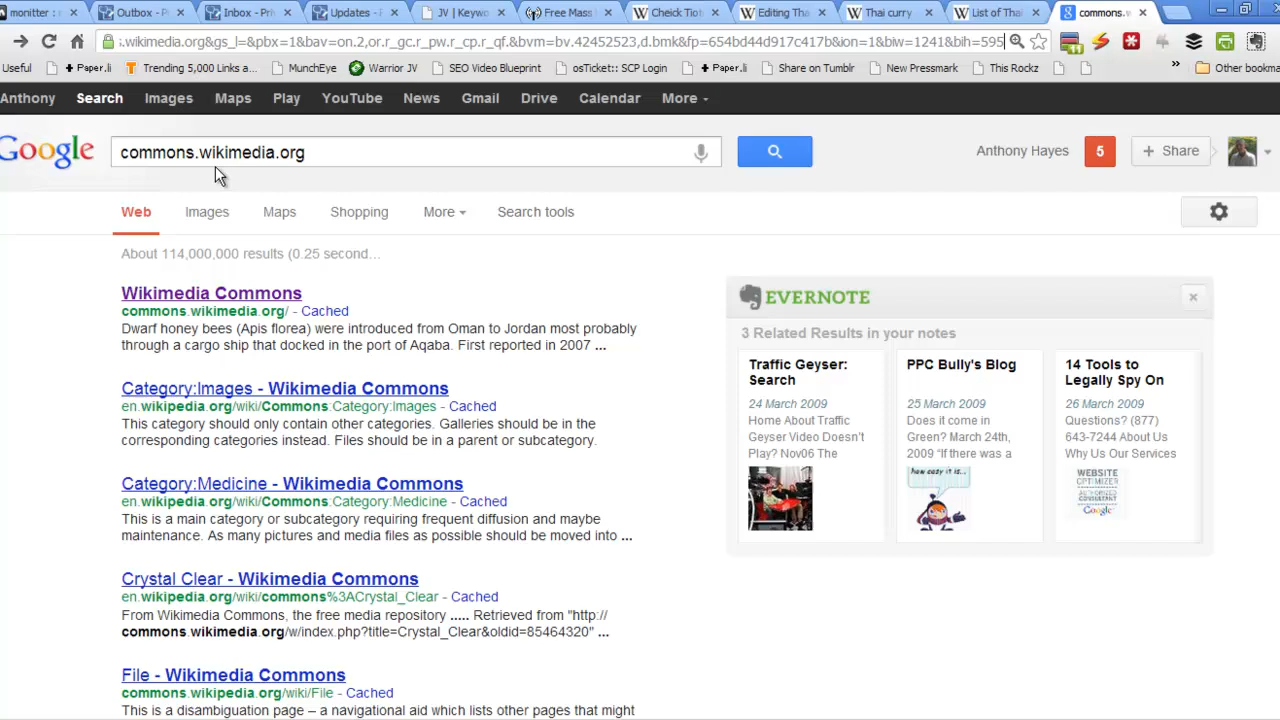 monitter : r
Outbox - P
Inbox - Pri
Updates -
JV | Keywo
Free Mass
Cheick Tiot
Editing Tha
Thai curry
List of Thai
commons.w
.wikimedia.org&gs_l=&pbx=1&bav=on.2,or.r_gc.r_pw.r_cp.r_qf.&bvm=bv.42452523,d.bmk&fp=654bd44d917c417b&ion=1&biw=1241&bih=595
Useful
+ Paper.li
Trending 5,000 Links a...
MunchEye
Warrior JV
SEO Video Blueprint
osTicket:: SCP Login
+ Paper.li
Share on Tumblr
New Pressmark
This Rockz
»
Other bookma
Anthony
Search
Images
Maps
Play
YouTube
News
Gmail
Drive
Calendar
More
Google
commons.wikimedia.org
Anthony Hayes
5
+ Share
Web
Images
Maps
Shopping
More
Search tools
About 114,000,000 results (0.25 second...
Wikimedia Commons
commons.wikimedia.org/ - Cached
Dwarf honey bees (Apis florea) were introduced from Oman to Jordan most probably
through a cargo ship that docked in the port of Aqaba. First reported in 2007 ...
Category:Images - Wikimedia Commons
en.wikipedia.org/wiki/Commons:Category:Images - Cached
This category should only contain other categories. Galleries should be in the
corresponding categories instead. Files should be in a parent or subcategory.
Category:Medicine - Wikimedia Commons
en.wikipedia.org/wiki/Commons:Category:Medicine - Cached
This is a main category or subcategory requiring frequent diffusion and maybe
maintenance. As many pictures and media files as possible should be moved into ...
Crystal Clear - Wikimedia Commons
en.wikipedia.org/wiki/commons%3ACrystal_Clear - Cached
From Wikimedia Commons, the free media repository ..... Retrieved from "http://
commons.wikimedia.org/w/index.php?title=Crystal_Clear&oldid=85464320" ...
File - Wikimedia Commons
commons.wikipedia.org/wiki/File - Cached
This is a disambiguation page – a navigational aid which lists other pages that might
EVERNOTE
3 Related Results in your notes
Traffic Geyser:
Search
24 March 2009
Home About Traffic
Geyser Video Doesn't
Play? Nov06 The
PPC Bully's Blog
25 March 2009
Does it come in
Green? March 24th,
2009 "If there was a
how easy it is...
14 Tools to
Legally Spy On
26 March 2009
Questions? (877)
643-7244 About Us
Why Us Our Services
WEBSITE
OPTIMIZER
AUTHORIZED
CONSULTANT
Google